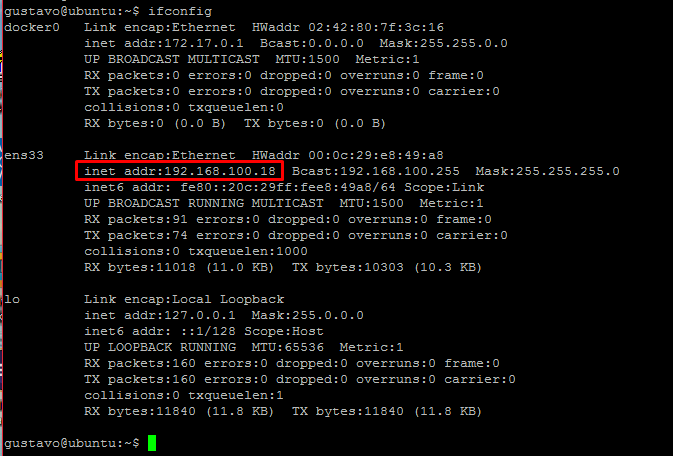 gustavo@ubuntu:~$ ifconfig
docker0   Link encap:Ethernet  HWaddr 02:42:80:7f:3c:16
          inet addr:172.17.0.1  Bcast:0.0.0.0  Mask:255.255.0.0
          UP BROADCAST MULTICAST  MTU:1500  Metric:1
          RX packets:0 errors:0 dropped:0 overruns:0 frame:0
          TX packets:0 errors:0 dropped:0 overruns:0 carrier:0
          collisions:0 txqueuelen:0
          RX bytes:0 (0.0 B)  TX bytes:0 (0.0 B)

ens33     Link encap:Ethernet  HWaddr 00:0c:29:e8:49:a8
          inet addr:192.168.100.18  Bcast:192.168.100.255  Mask:255.255.255.0
          inet6 addr: fe80::20c:29ff:fee8:49a8/64 Scope:Link
          UP BROADCAST RUNNING MULTICAST  MTU:1500  Metric:1
          RX packets:91 errors:0 dropped:0 overruns:0 frame:0
          TX packets:74 errors:0 dropped:0 overruns:0 carrier:0
          collisions:0 txqueuelen:1000
          RX bytes:11018 (11.0 KB)  TX bytes:10303 (10.3 KB)

lo        Link encap:Local Loopback
          inet addr:127.0.0.1  Mask:255.0.0.0
          inet6 addr: ::1/128 Scope:Host
          UP LOOPBACK RUNNING  MTU:65536  Metric:1
          RX packets:160 errors:0 dropped:0 overruns:0 frame:0
          TX packets:160 errors:0 dropped:0 overruns:0 carrier:0
          collisions:0 txqueuelen:1
          RX bytes:11840 (11.8 KB)  TX bytes:11840 (11.8 KB)

gustavo@ubuntu:~$